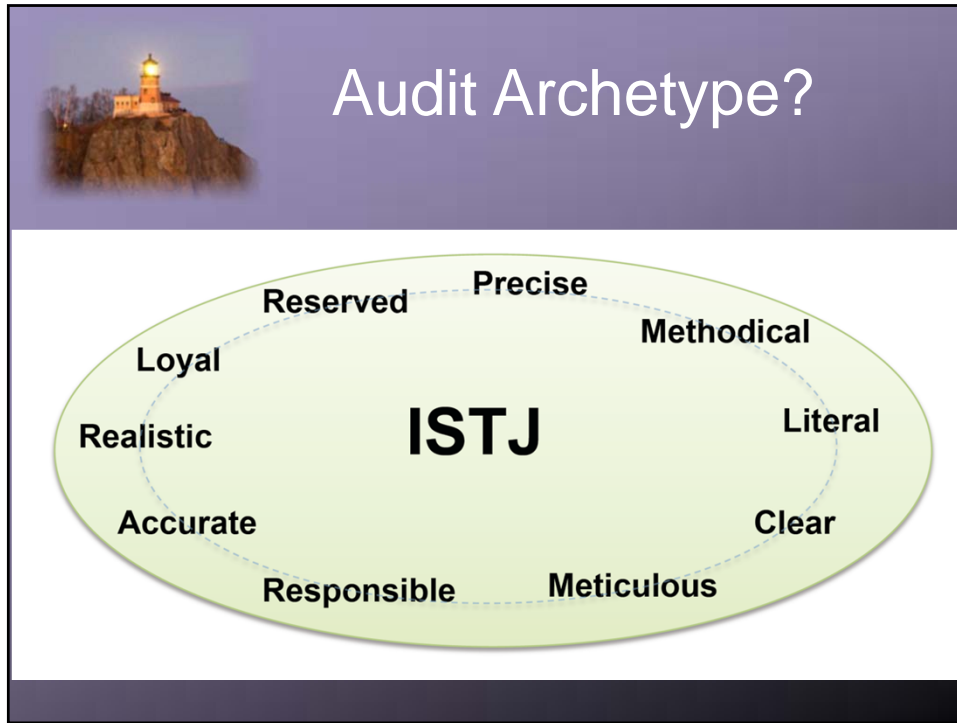 Audit Archetype?
Precise
Reserved
Methodical
Loyal
ISTJ
Literal
Realistic
Accurate
Clear
Responsible
Meticulous